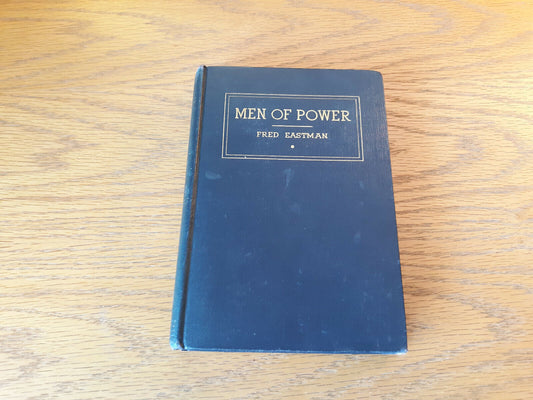 MEN OF POWER
FRED EASTMAN